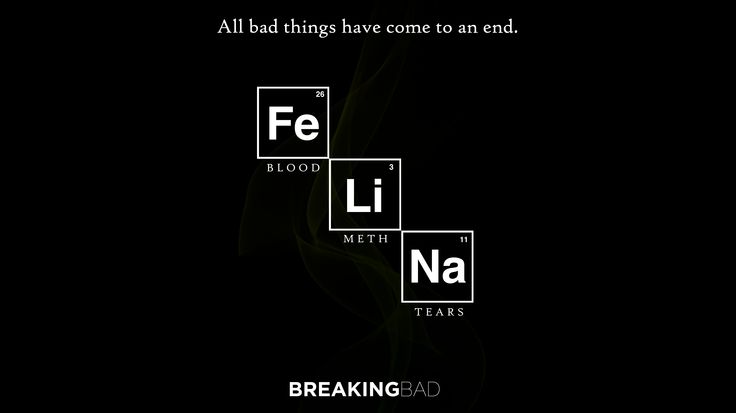 All bad things have come to an end.
26
Fe
BLOOD
3
Li
METH
11
Na
TEARS
BREAKINGBAD